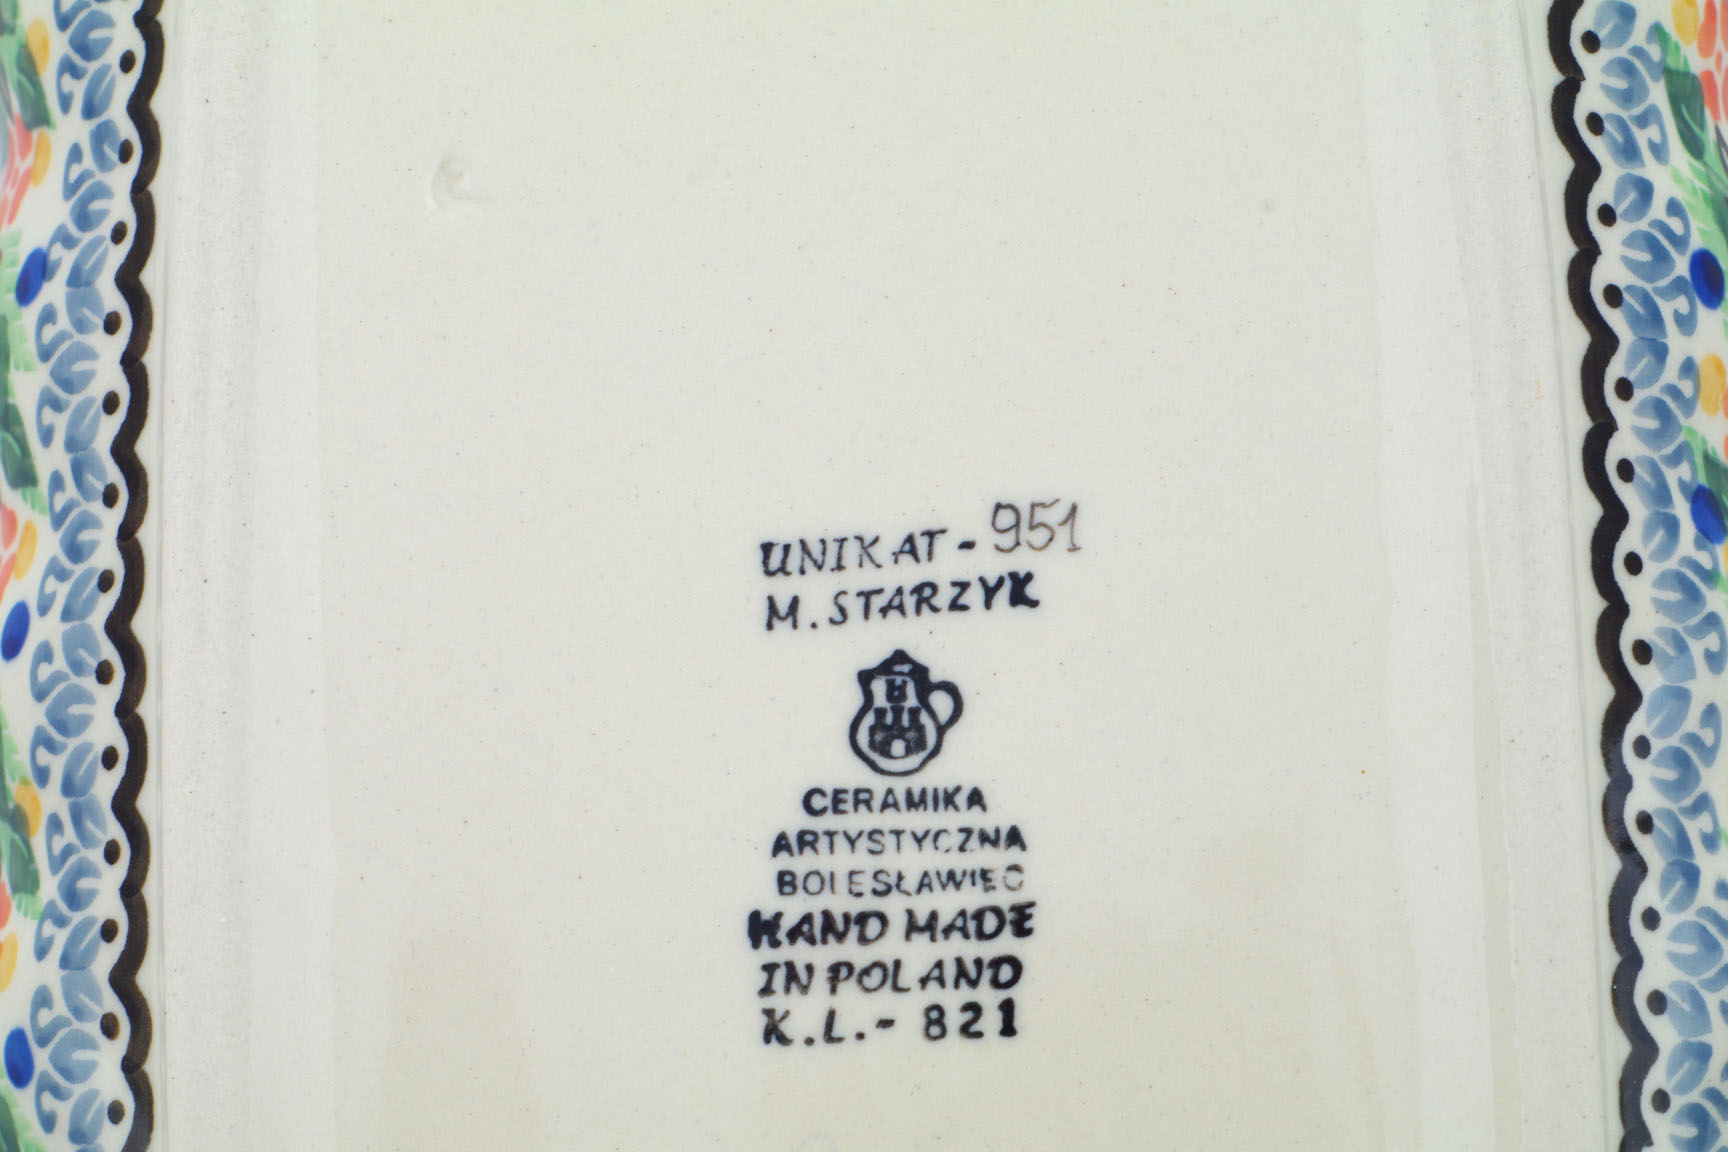 UNIKAT - 951
M. STARZYK
CERAMIKA
ARTYSTYCZNA
BOLESŁAWIEC
HAND MADE
IN POLAND
K.L.- 821